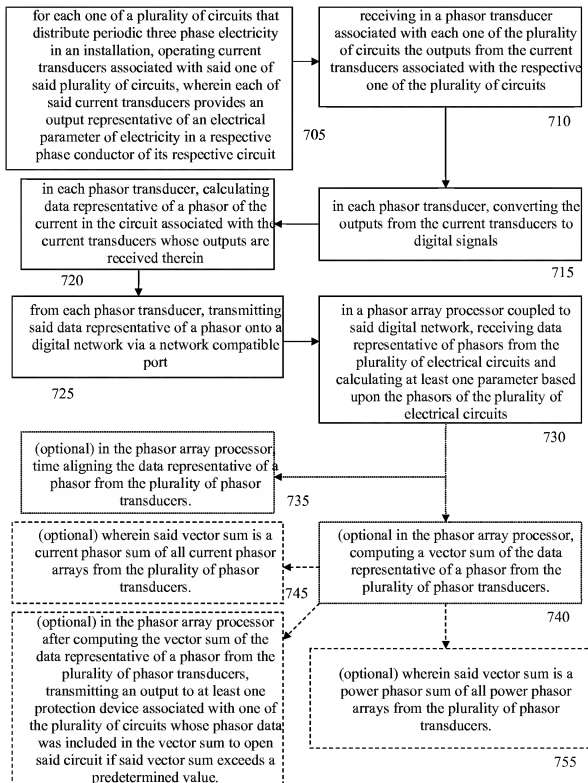 for each one of a plurality of circuits that
distribute periodic three phase electricity
in an installation, operating current
transducers associated with said one of
said plurality of circuits, wherein each of
said current transducers provides an
output representative of an electrical
parameter of electricity in a respective
phase conductor of its respective circuit
705
receiving in a phasor transducer
associated with each one of the plurality
of circuits the outputs from the current
transducers associated with the respective
one of the plurality of circuits
710
in each phasor transducer, converting the
outputs from the current transducers to
digital signals
715
in each phasor transducer, calculating
data representative of a phasor of the
current in the circuit associated with the
current transducers whose outputs are
received therein
720
from each phasor transducer, transmitting
said data representative of a phasor onto a
digital network via a network compatible
port
725
in a phasor array processor coupled to
said digital network, receiving data
representative of phasors from the
plurality of electrical circuits and
calculating at least one parameter based
upon the phasors of the plurality of
electrical circuits
730
(optional) in the phasor array processor,
time aligning the data representative of a
phasor from the plurality of phasor
transducers.
735
(optional in the phasor array processor,
computing a vector sum of the data
representative of a phasor from the
plurality of phasor transducers.
740
(optional) wherein said vector sum is a
current phasor sum of all current phasor
arrays from the plurality of phasor
transducers.
745
(optional) in the phasor array processor
after computing the vector sum of the
data representative of a phasor from the
plurality of phasor transducers,
transmitting an output to at least one
protection device associated with one of
the plurality of circuits whose phasor data
was included in the vector sum to open
said circuit if said vector sum exceeds a
predetermined value.
(optional) wherein said vector sum is a
power phasor sum of all power phasor
arrays from the plurality of phasor
transducers.
755